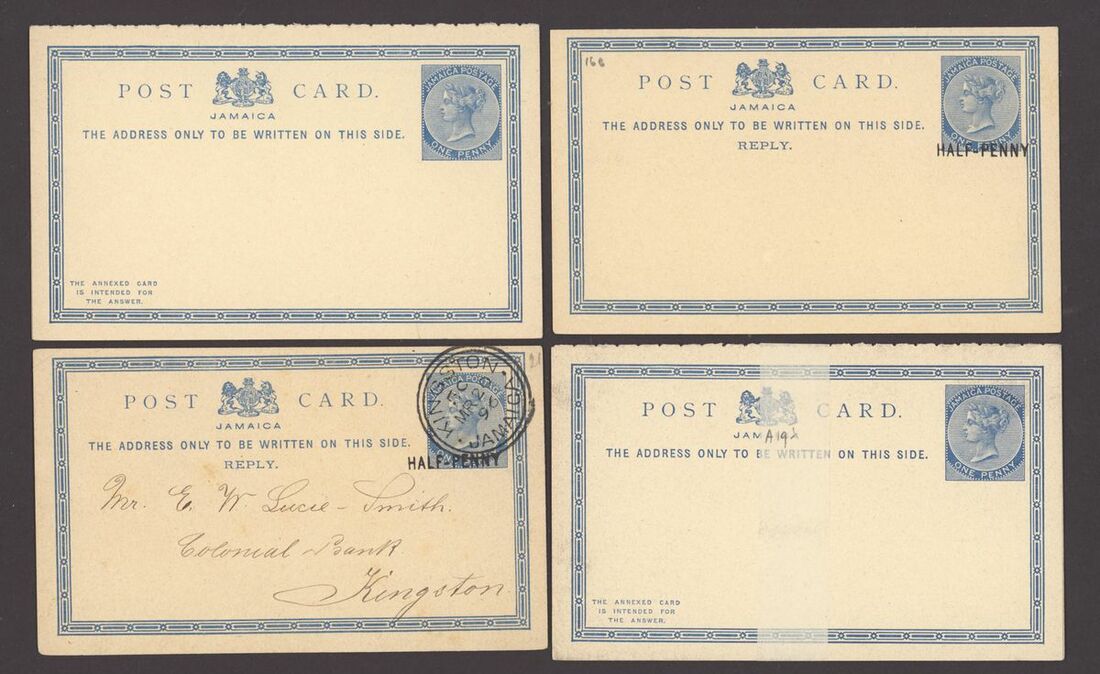 POST CARD.
JAMAICA
THE ADDRESS ONLY TO BE WRITTEN ON THIS SIDE.
JAMAICA POSTAGE
ONE PENNY
THE ANNEXED CARD
IS INTENDED FOR
THE ANSWER.
168
POST CARD.
JAMAICA
THE ADDRESS ONLY TO BE WRITTEN ON THIS SIDE.
REPLY.
JAMAICA POSTAGE
HALF-PENNY
POST CARD.
JAMAICA
THE ADDRESS ONLY TO BE WRITTEN ON THIS SIDE.
REPLY.
JAMAICA POSTAGE
KINGSTON · JAMAICA
MR
HALF-PENNY
Mr. E. W. Lucie-Smith.
Colonial Bank
Kingston.
POST CARD.
THE ADDRESS ONLY TO BE WRITTEN ON THIS SIDE.
JAMAICA POSTAGE
ONE PENNY
THE ANNEXED CARD
IS INTENDED FOR
THE ANSWER.